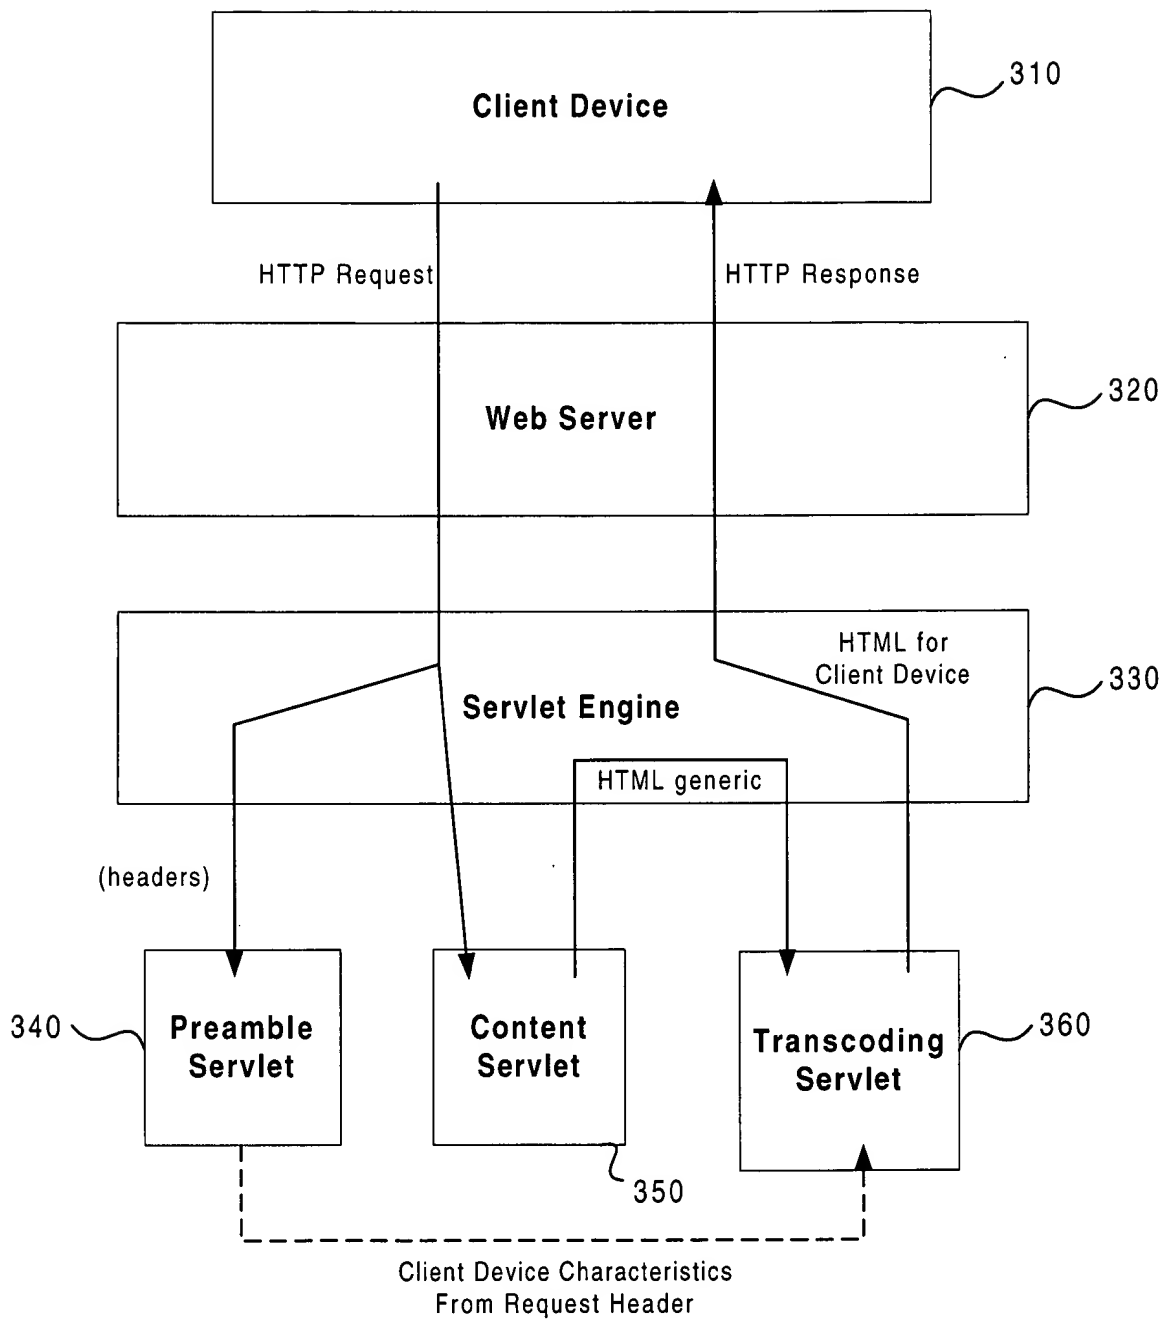 310
Client Device
HTTP Request
HTTP Response
320
Web Server
HTML for
Client Device
330
Servlet Engine
HTML generic
(headers)
340
Preamble
Servlet
Content
Servlet
350
Transcoding
Servlet
360
Client Device Characteristics
From Request Header